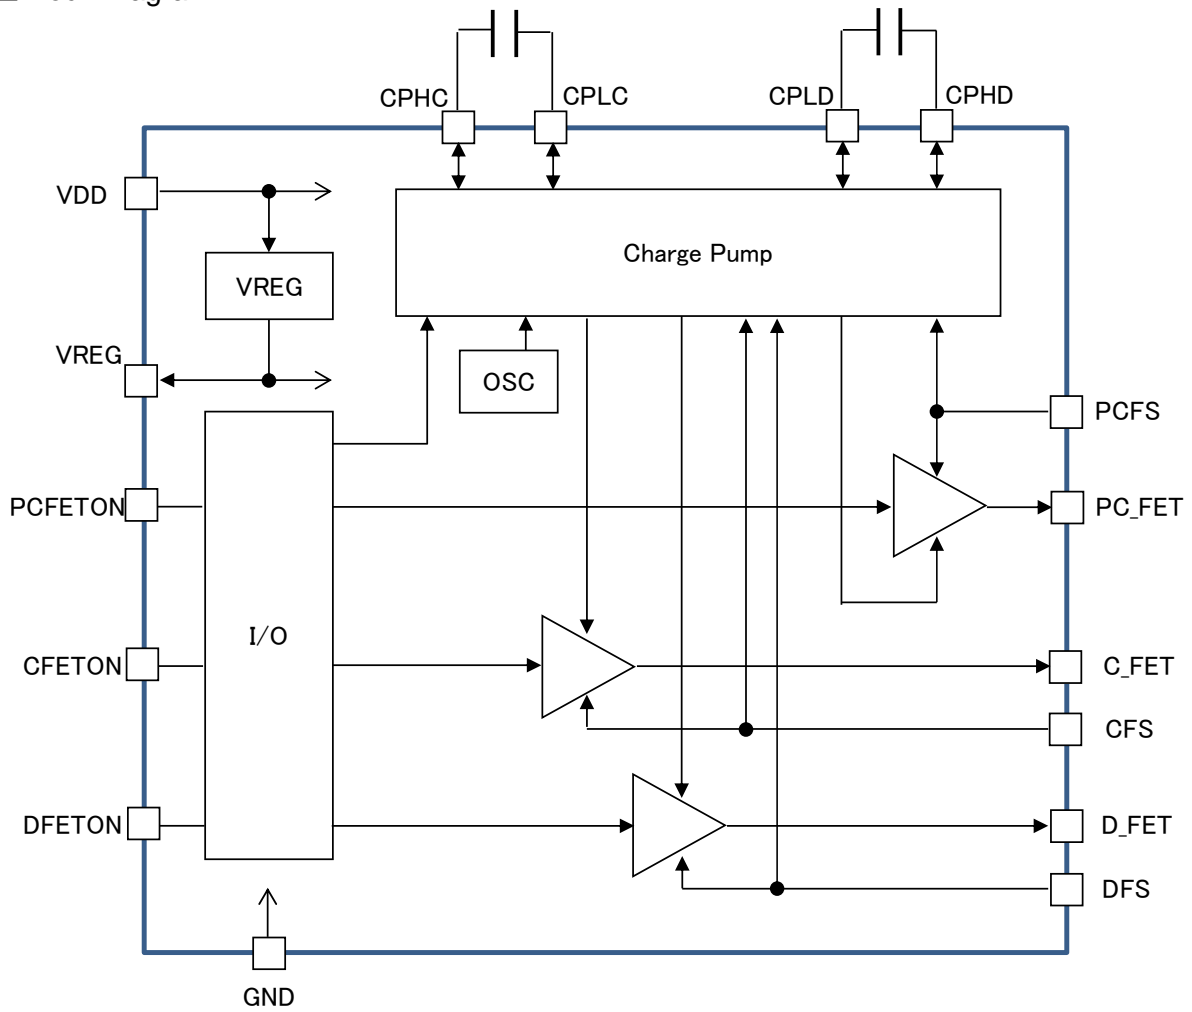 CPHC
CPLC
CPLD
CPHD
VDD
Charge Pump
VREG
VREG
OSC
PCFS
PCFETON
PC_FET
I/O
CFETON
C_FET
CFS
DFETON
D_FET
DFS
GND